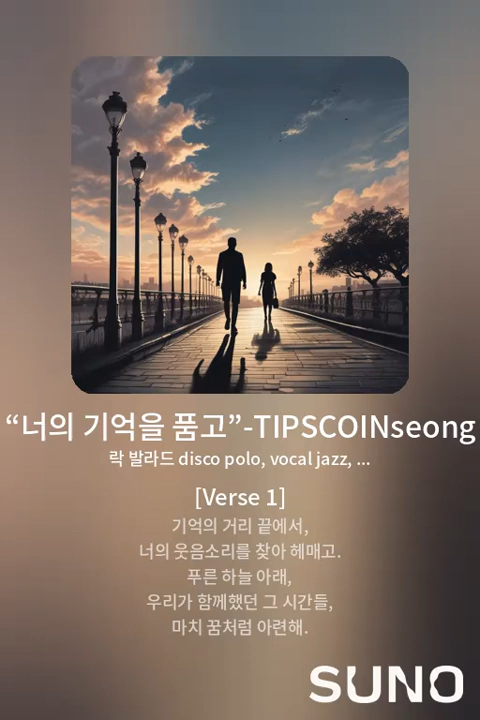 “너의 기억을 품고”-TIPSCOINseong
락 발라드 disco polo, vocal jazz, ...
[Verse 1]
기억의 거리 끝에서,
너의 웃음소리를 찾아 헤매고.
푸른 하늘 아래,
우리가 함께했던 그 시간들,
마치 꿈처럼 아련해.
SUNO